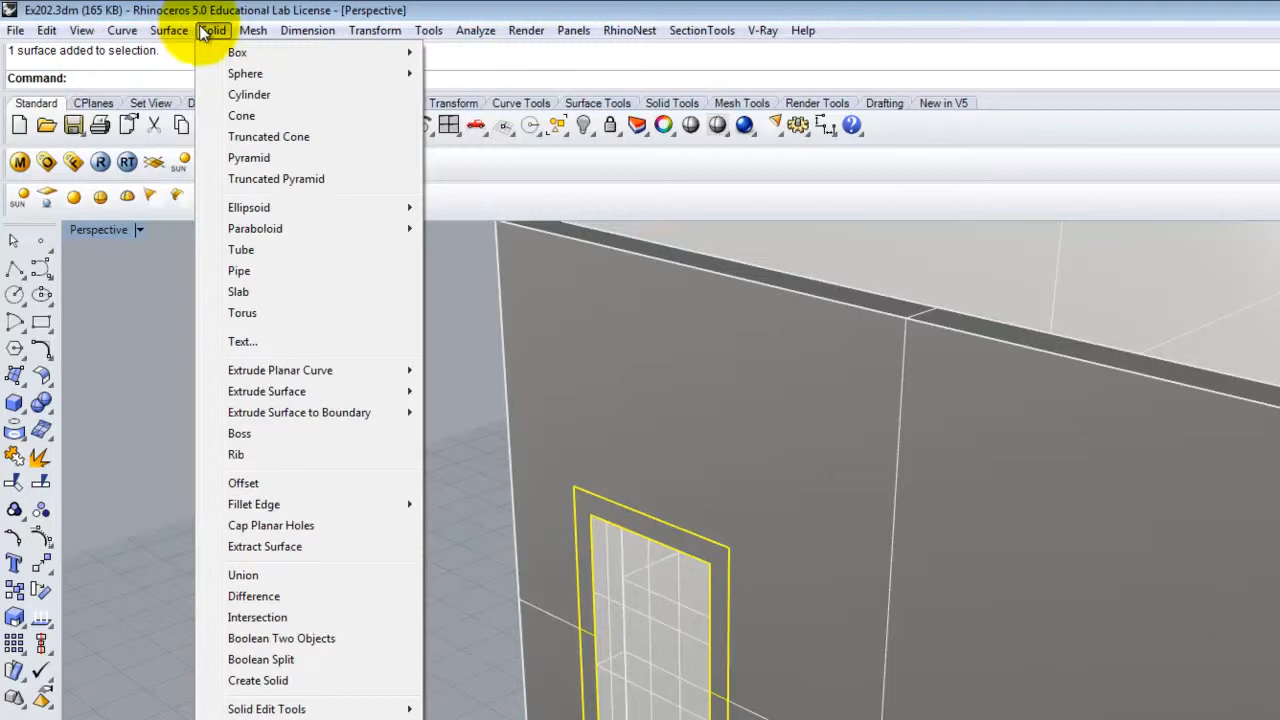 Ex202.3dm (165 KB) - Rhinoceros 5.0 Educational Lab License - [Perspective]
File Edit View Curve Surface Solid Mesh Dimension Transform Tools Analyze Render Panels RhinoNest SectionTools V-Ray Help
1 surface added to selection.
Command:
Standard CPlanes Set View D Transform Curve Tools Surface Tools Solid Tools Mesh Tools Render Tools Drafting New in V5
M O F R RT SUN
SUN
Perspective
Box
Sphere
Cylinder
Cone
Truncated Cone
Pyramid
Truncated Pyramid
Ellipsoid
Paraboloid
Tube
Pipe
Slab
Torus
Text...
Extrude Planar Curve
Extrude Surface
Extrude Surface to Boundary
Boss
Rib
Offset
Fillet Edge
Cap Planar Holes
Extract Surface
Union
Difference
Intersection
Boolean Two Objects
Boolean Split
Create Solid
Solid Edit Tools